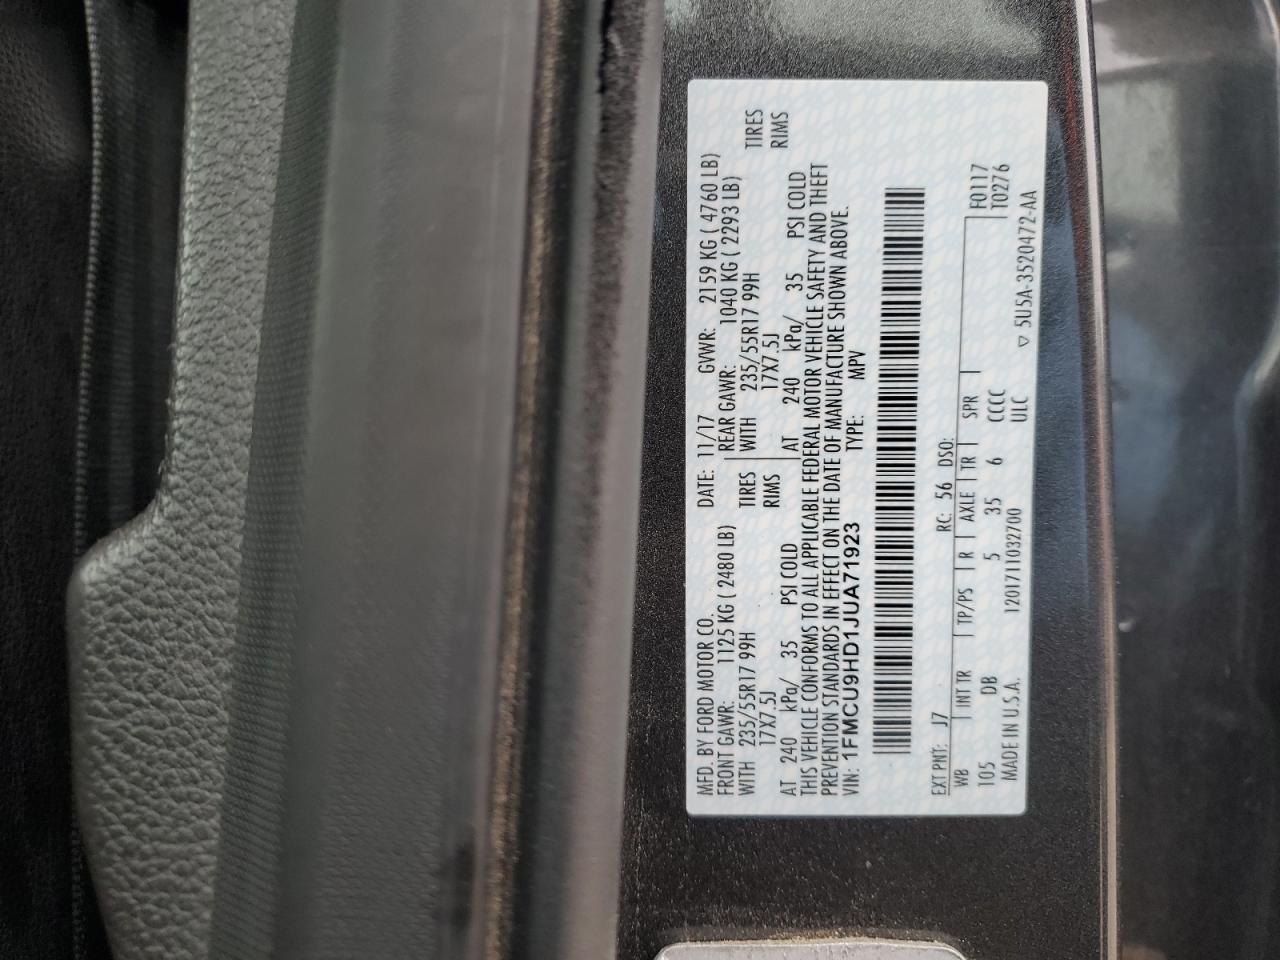 MFD. BY FORD MOTOR CO. DATE: 11/17 GVWR: 2159 KG ( 4760 LB)
FRONT GAWR: 1125 KG ( 2480 LB) REAR GAWR: 1040 KG ( 2293 LB)
WITH 235/55R17 99H TIRES WITH 235/55R17 99H TIRES
17X7.5J RIMS 17X7.5J RIMS
AT 240 kPa/ 35 PSI COLD AT 240 kPa/ 35 PSI COLD
THIS VEHICLE CONFORMS TO ALL APPLICABLE FEDERAL MOTOR VEHICLE SAFETY AND THEFT
PREVENTION STANDARDS IN EFFECT ON THE DATE OF MANUFACTURE SHOWN ABOVE.
VIN: 1FMCU9HD1JUA71923 TYPE: MPV
EXT PNT: J7 RC: 56 DSO:
WB INT TR TP/PS R AXLE TR SPR F0117
105 DB 5 35 6 CCCC T0276
MADE IN U.S.A. 1201711032700 ULC
▽ 5U5A-3520472-AA